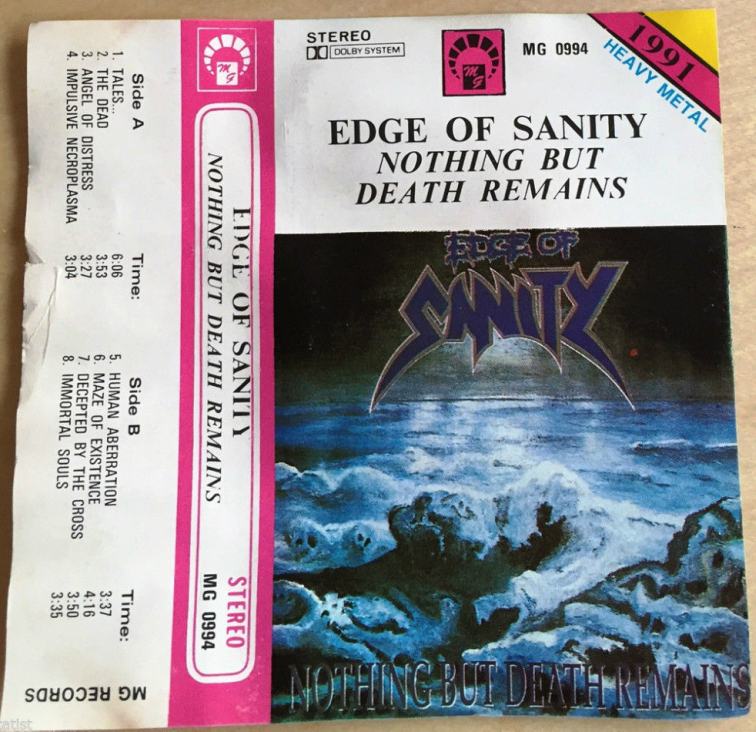 STEREO
DOLBY SYSTEM
MG
MG 0994
1991
HEAVY METAL
EDGE OF SANITY
NOTHING BUT
DEATH REMAINS
EDGE OF
SANITY
NOTHING BUT DEATH REMAINS
MG
EDGE OF SANITY
NOTHING BUT DEATH REMAINS
STEREO
MG 0994
Side A Time:
1. TALES... 6:06
2. THE DEAD 3:53
3. ANGEL OF DISTRESS 3:27
4. IMPULSIVE NECROPLASMA 3:04
Side B Time:
5. HUMAN ABERRATION 3:37
6. MAZE OF EXISTENCE 4:16
7. DECEPTED BY THE CROSS 3:50
8. IMMORTAL SOULS 3:35
MG RECORDS